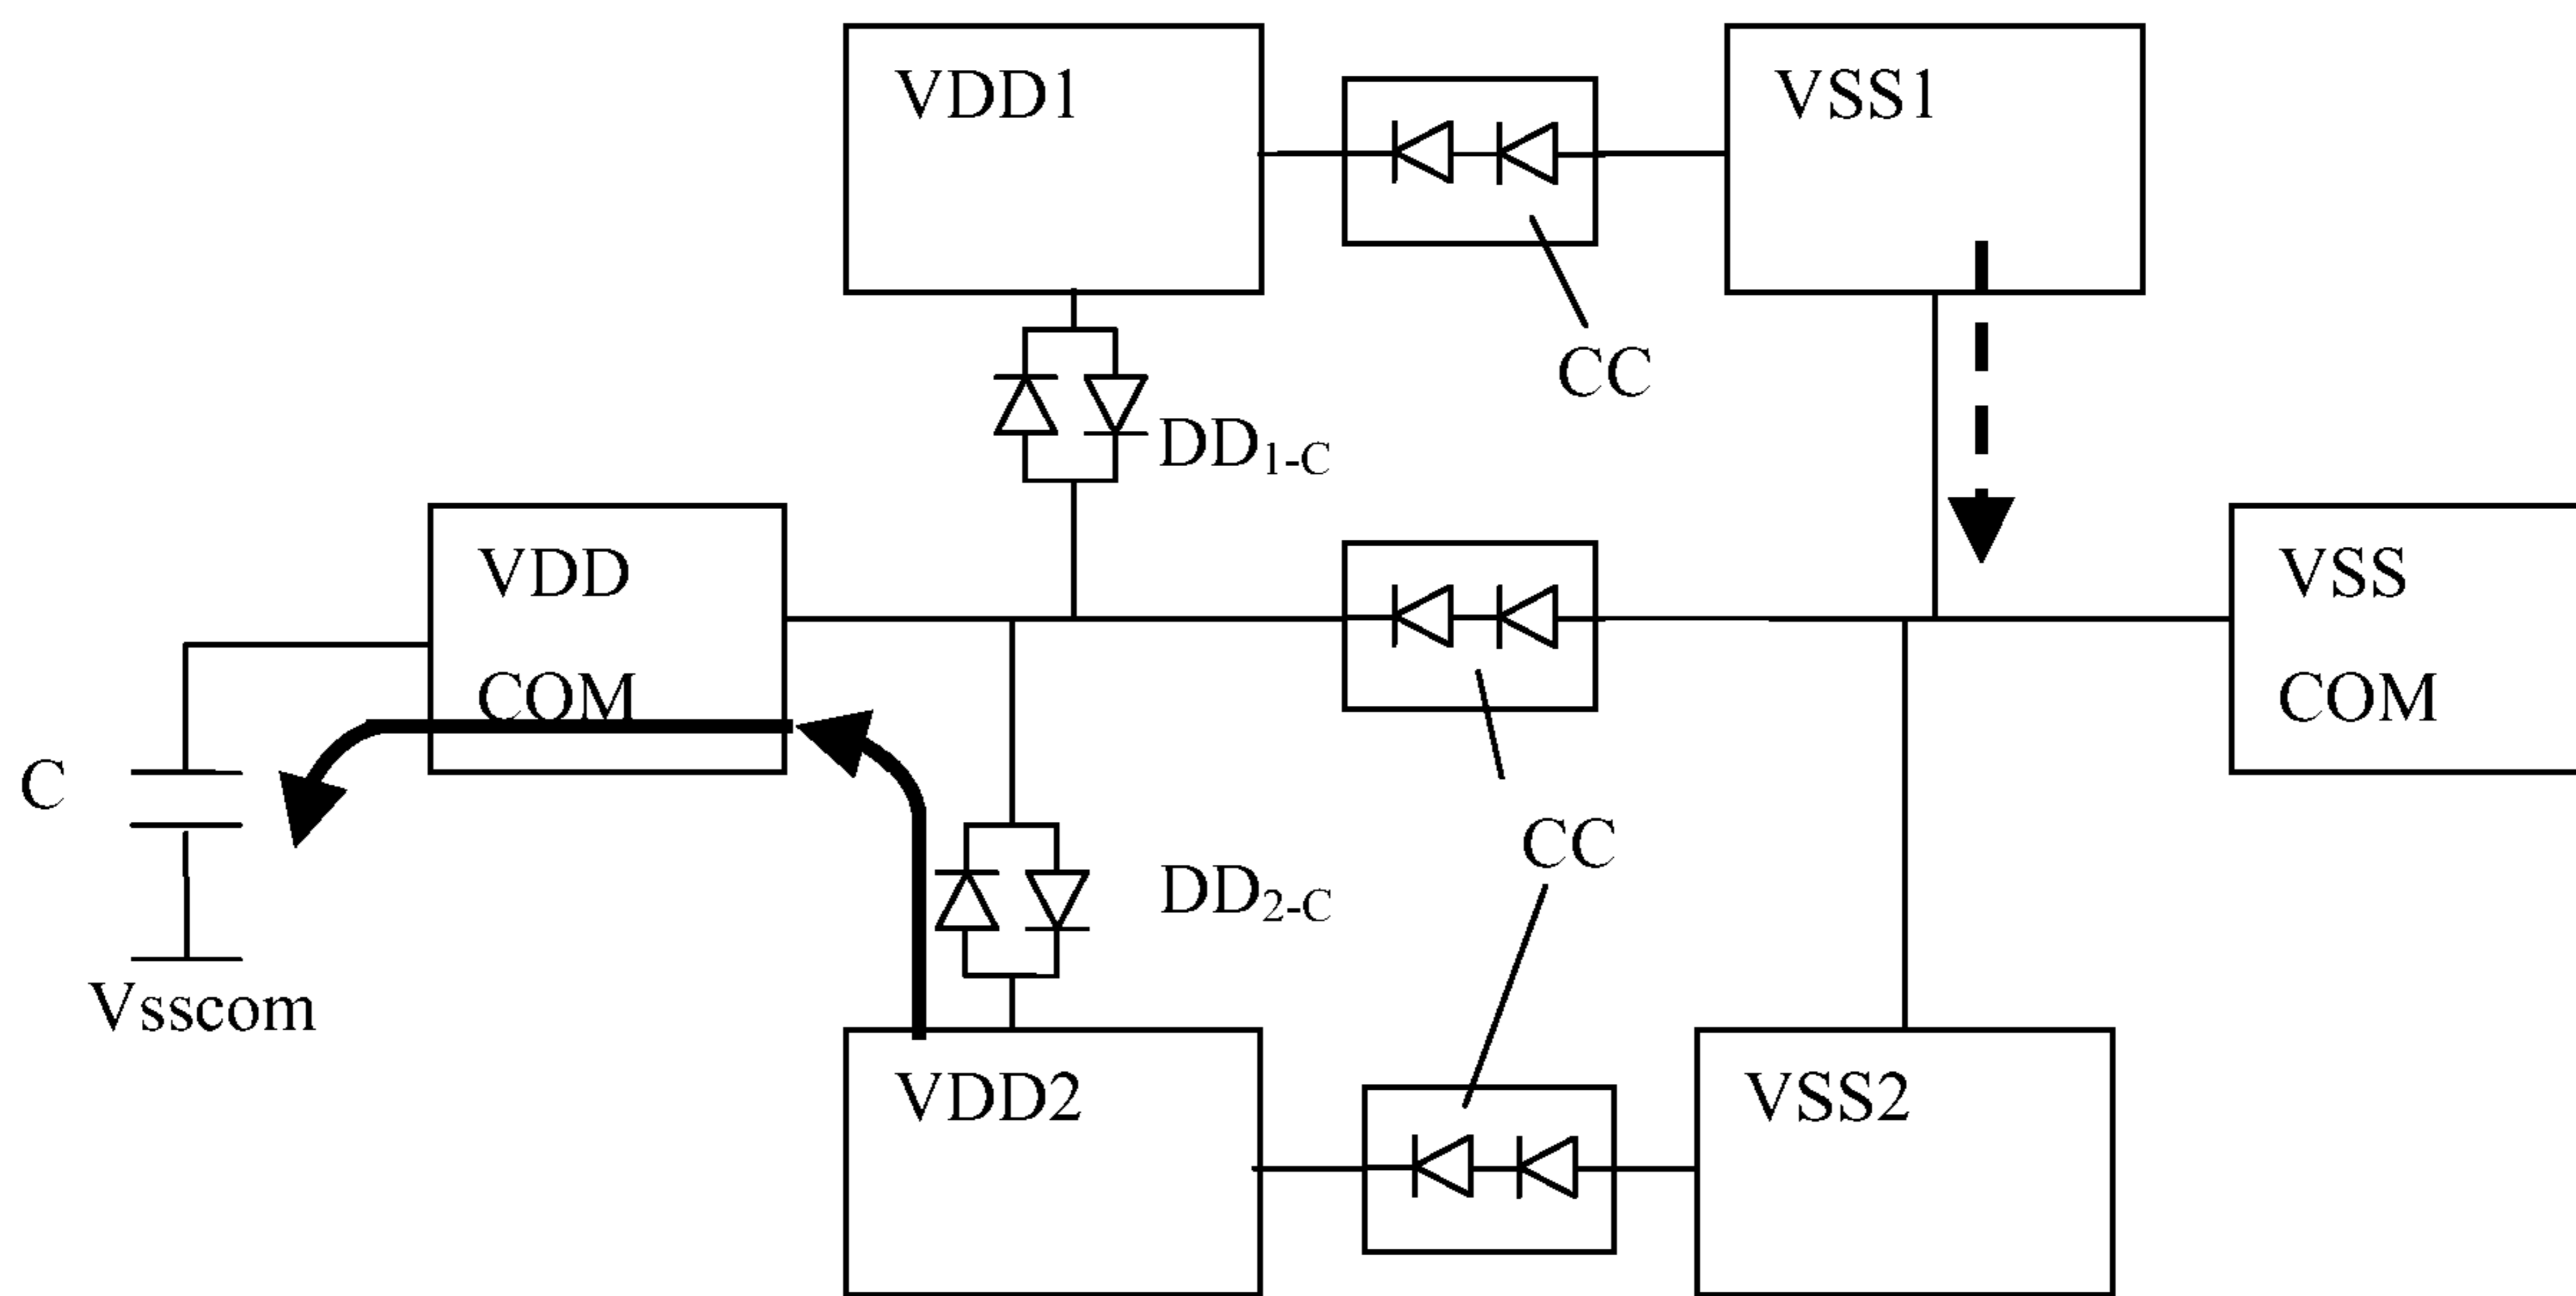 VDD1
VSS1
CC
DD1-C
VDD
COM
VSS
COM
C
CC
DD2-C
Vsscom
VDD2
VSS2